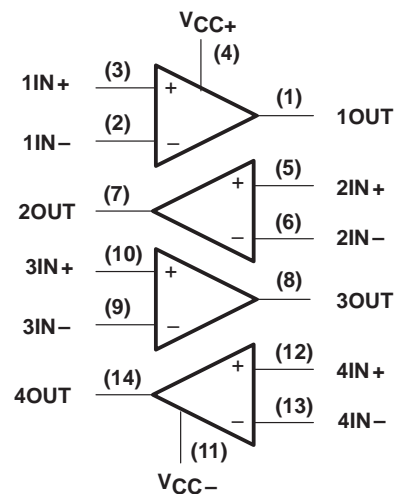 VCC+
(4)
1IN+ (3) +
(1) 1OUT
1IN− (2) −
+ (5) 2IN+
2OUT (7)
− (6) 2IN−
3IN+ (10) +
(8) 3OUT
3IN− (9) −
+ (12) 4IN+
4OUT (14)
− (13) 4IN−
(11)
VCC−